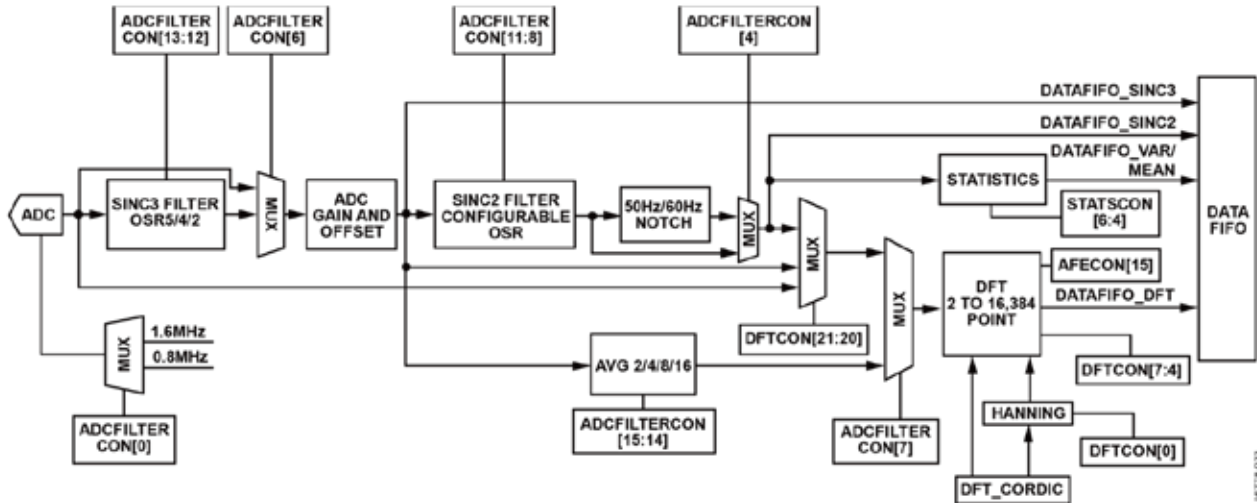 ADCFILTER
CON[13:12]
ADCFILTER
CON[6]
ADCFILTER
CON[11:8]
ADCFILTERCON
[4]
DATAFIFO_SINC3
DATAFIFO_SINC2
DATAFIFO_VAR/
MEAN
ADC
SINC3 FILTER
OSR5/4/2
MUX
ADC
GAIN AND
OFFSET
SINC2 FILTER
CONFIGURABLE
OSR
50Hz/60Hz
NOTCH
MUX
STATISTICS
STATSCON
[6:4]
DATA
FIFO
MUX
MUX
DFT
2 TO 16,384
POINT
AFECON[15]
DATAFIFO_DFT
1.6MHz
0.8MHz
MUX
DFTCON[21:20]
AVG 2/4/8/16
DFTCON[7:4]
ADCFILTER
CON[0]
ADCFILTERCON
[15:14]
ADCFILTER
CON[7]
HANNING
DFTCON[0]
DFT_CORDIC